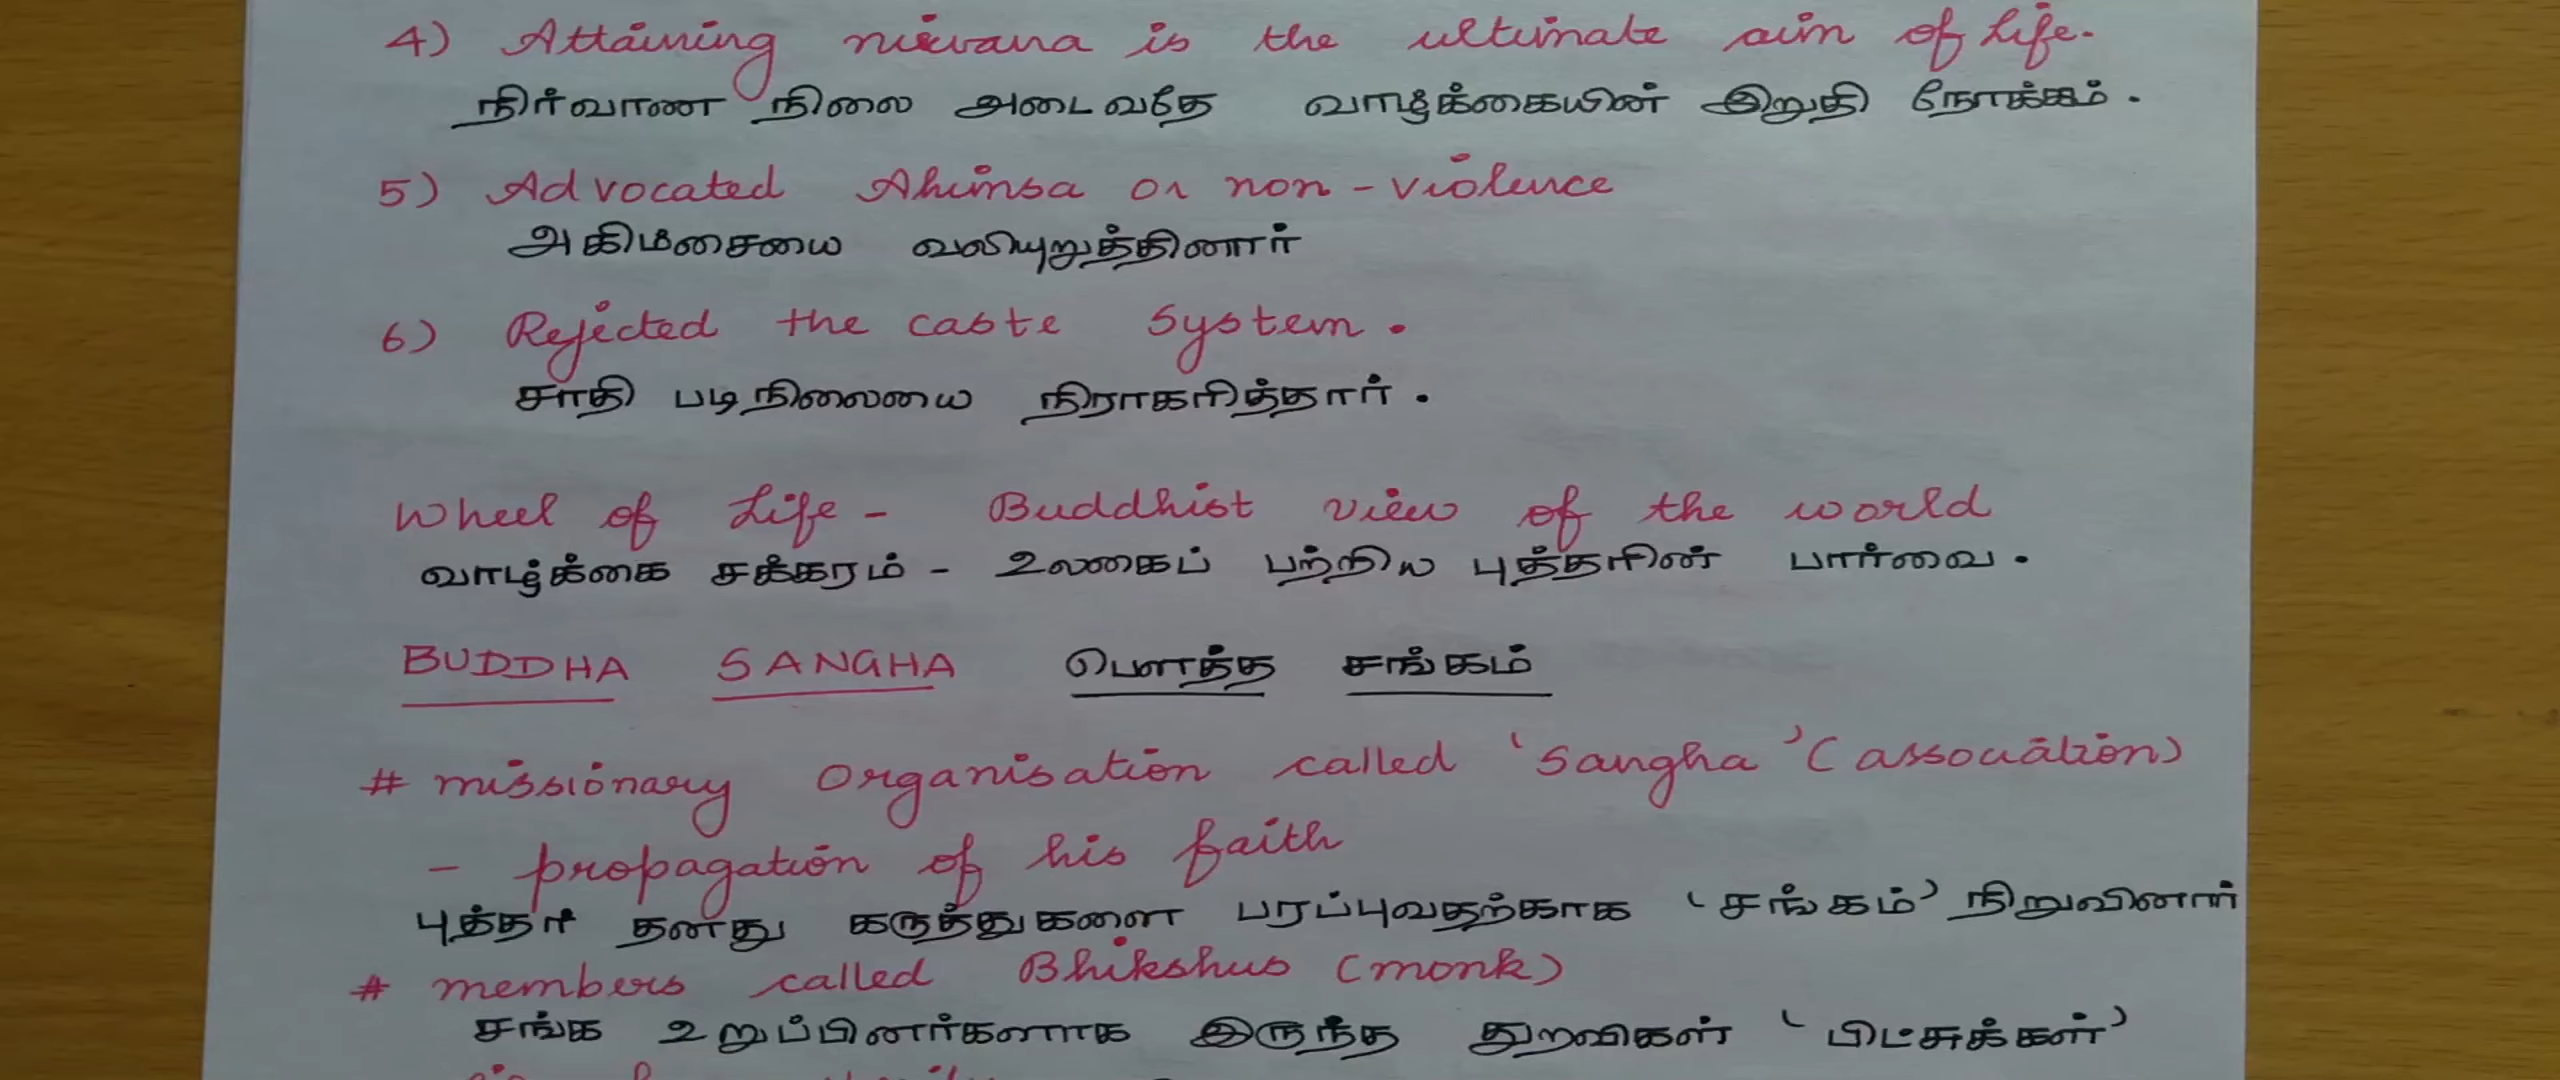 4) Attaining nirvana is the ultimate aim of life.
நிர்வாண நிலை அடைவதே வாழ்க்கையின் இறுதி நோக்கம்.
5) Advocated Ahimsa or non-violence
அகிம்சையை வலியுறுத்தினார்
6) Rejected the caste system.
சாதி படிநிலையை நிராகரித்தார்.
Wheel of life - Buddhist view of the world
வாழ்க்கை சக்கரம் - உலகைப் பற்றிய புத்தரின் பார்வை.
BUDDHA SANGHA பௌத்த சங்கம்
# missionary organisation called 'Sangha' (association)
- propagation of his faith
புத்தர் தனது கருத்துகளை பரப்புவதற்காக 'சங்கம்' நிறுவினார்
# members called Bhikshus (monk)
சங்க உறுப்பினர்களாக இருந்த துறவிகள் 'பிட்சுக்கள்'